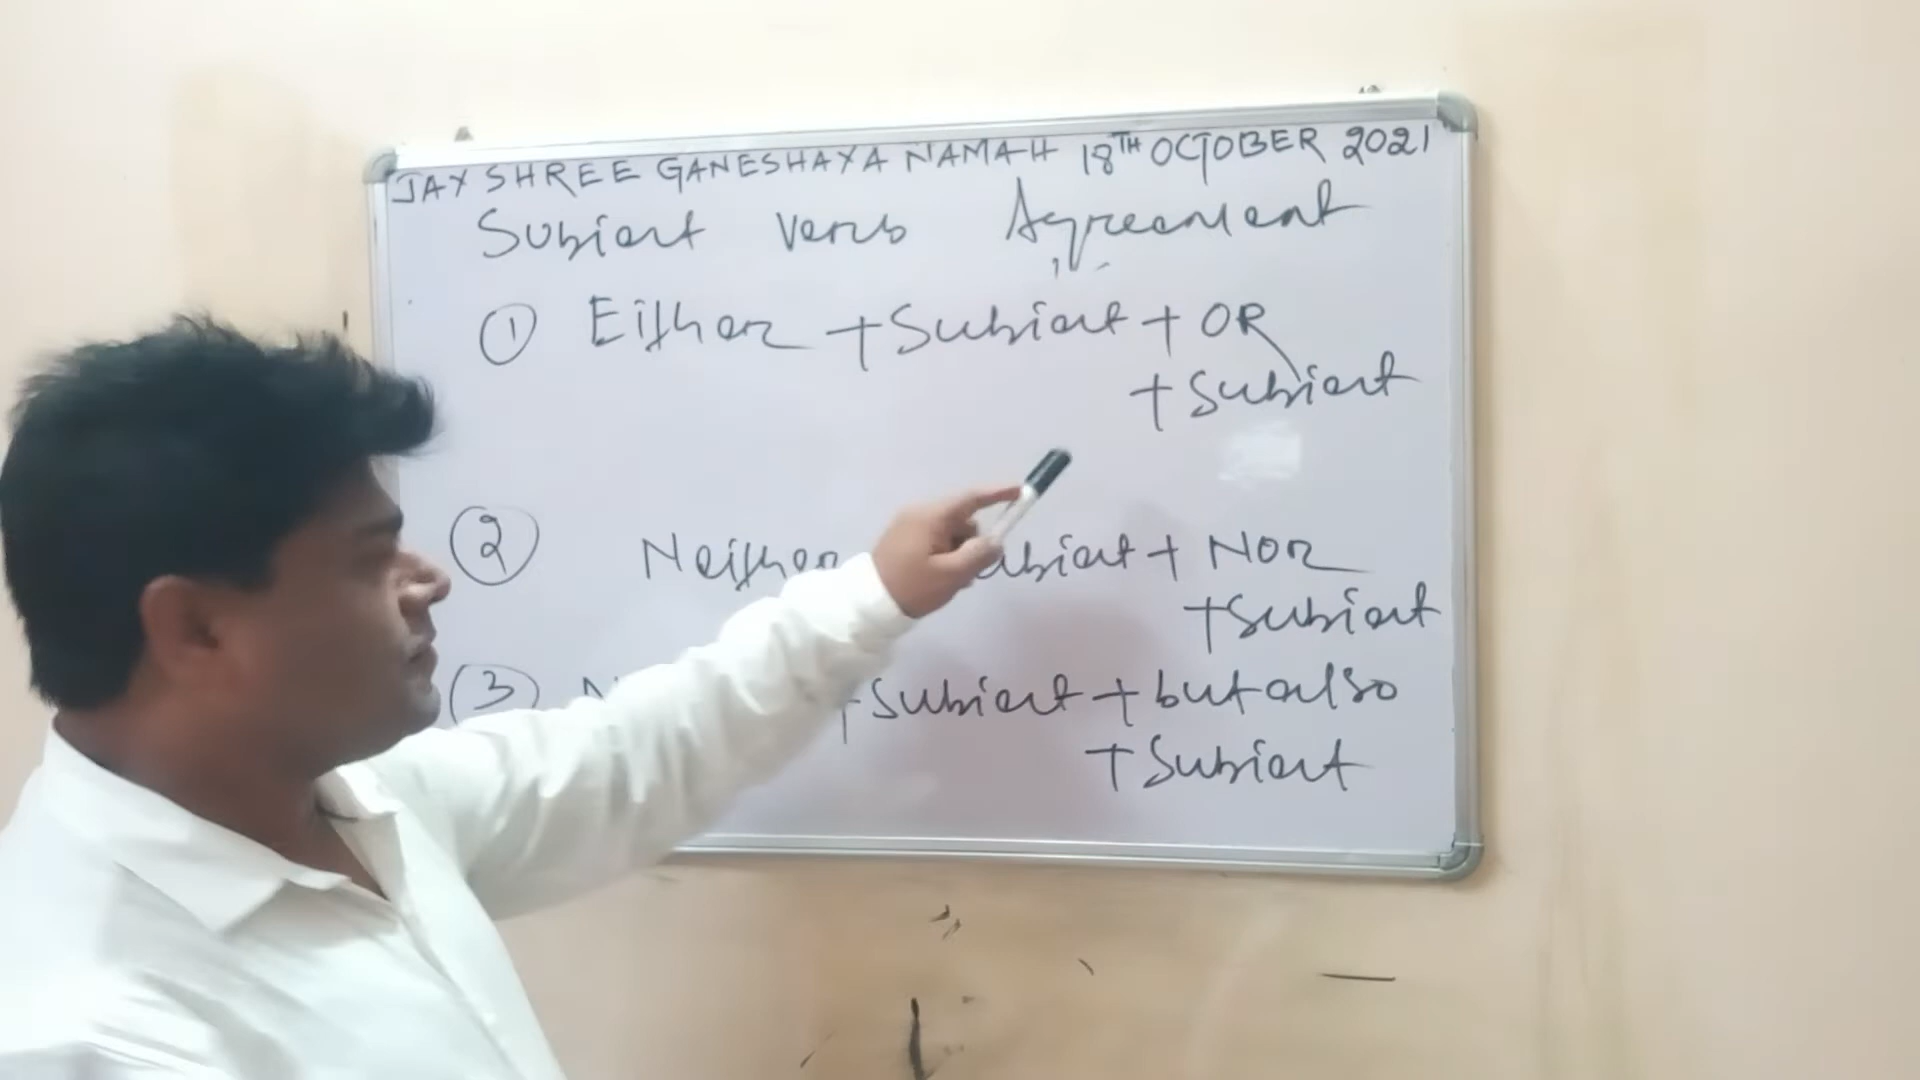 JAY SHREE GANESHAYA NAMAH 18TH OCTOBER 2021
Subject Verb Agreement
① Either + Subject + OR
+ Subject
② Neither Subject + NOR
+ Subject
③ + Subject + but also
+ Subject